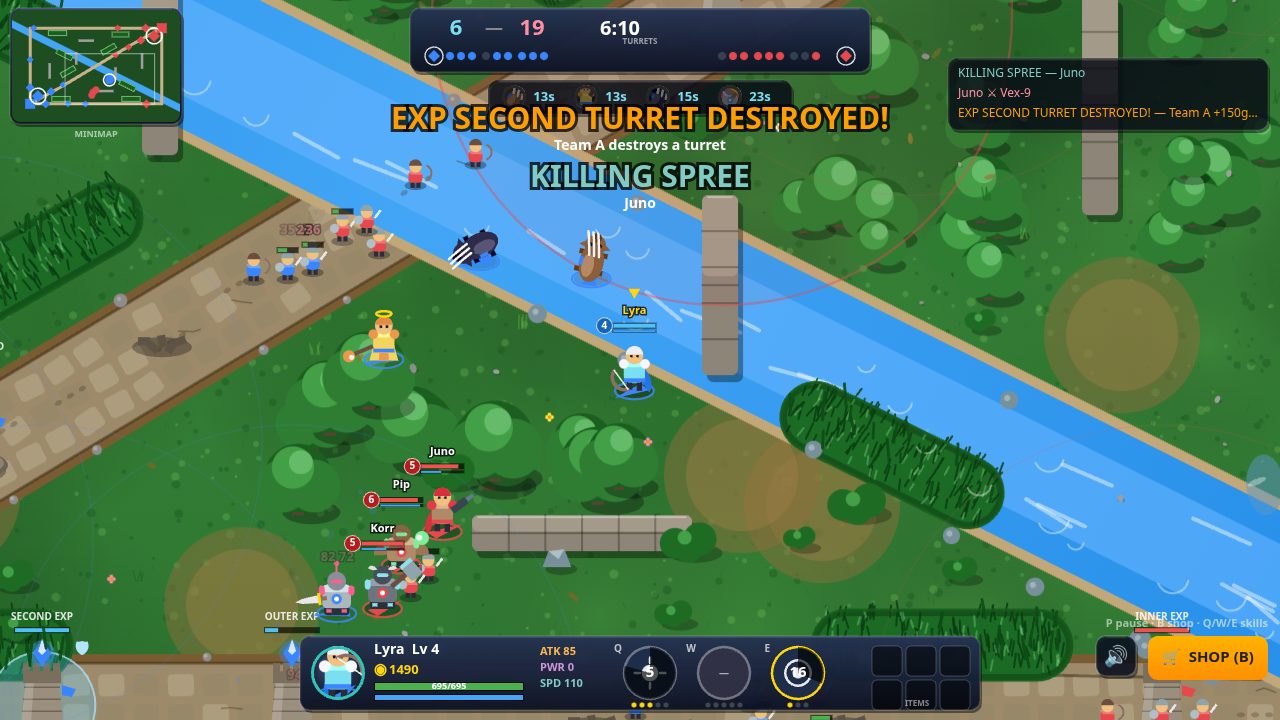 6 — 19 6:10
TURRETS
MINIMAP
13s 13s 15s 23s
KILLING SPREE — Juno
Juno ⚔ Vex-9
EXP SECOND TURRET DESTROYED! — Team A +150g…
EXP SECOND TURRET DESTROYED!
Team A destroys a turret
KILLING SPREE
Juno
Lyra
4
Juno
5
Pip
6
Korr
5
SECOND EXP
OUTER EXP
INNER EXP
P pause · B shop · Q/W/E skills
Lyra Lv 4
1490
695/695
ATK 85
PWR 0
SPD 110
Q
5
W
—
E
16
ITEMS
SHOP (B)